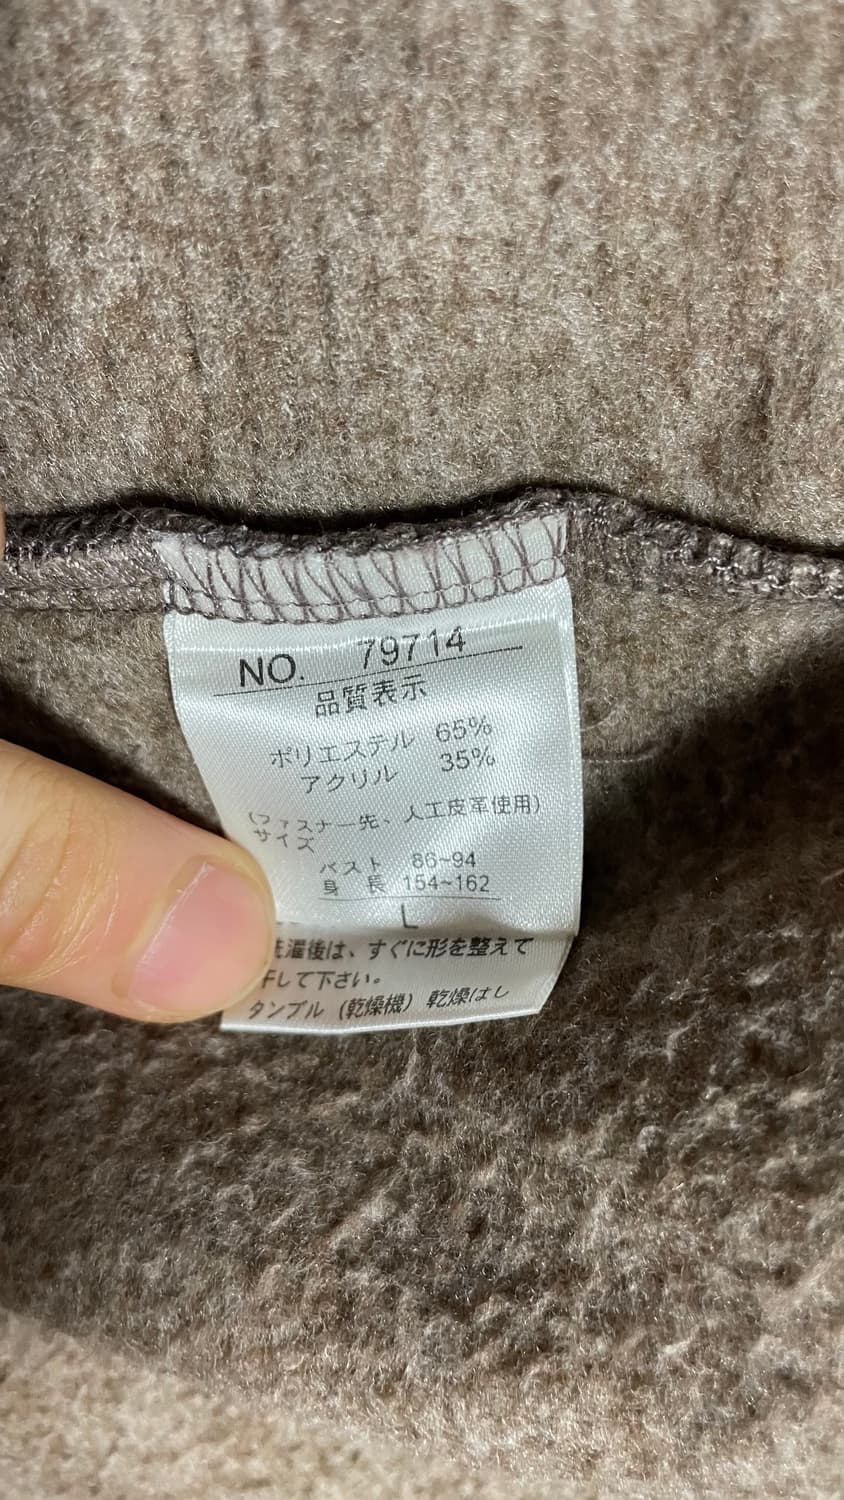 NO. 79714
品質表示
ポリエステル 65%
アクリル 35%
(ファスナー先、人工皮革使用)
サイズ
バスト 86~94
身長 154~162
L
洗濯後は、すぐに形を整えて
干して下さい。
タンブル (乾燥機) 乾燥はし